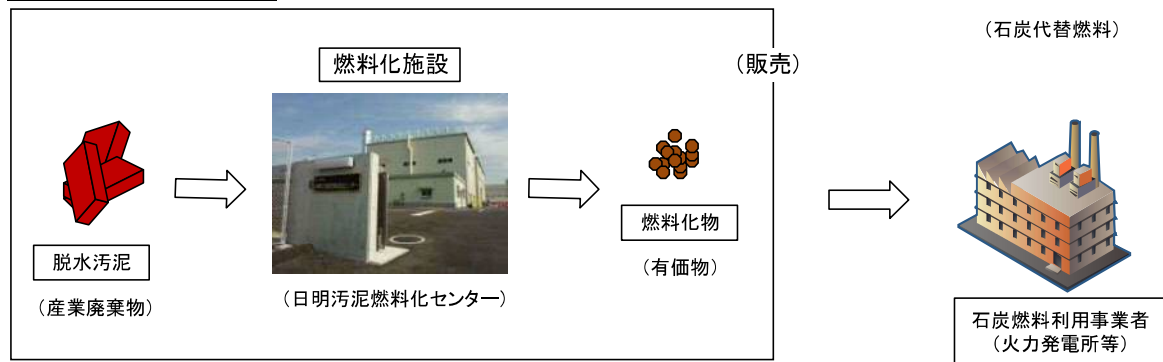 （石炭代替燃料）
燃料化施設
（販売）
燃料化物
脱水汚泥
（有価物）
（産業廃棄物）
（日明汚泥燃料化センター）
石炭燃料利用事業者
（火力発電所等）